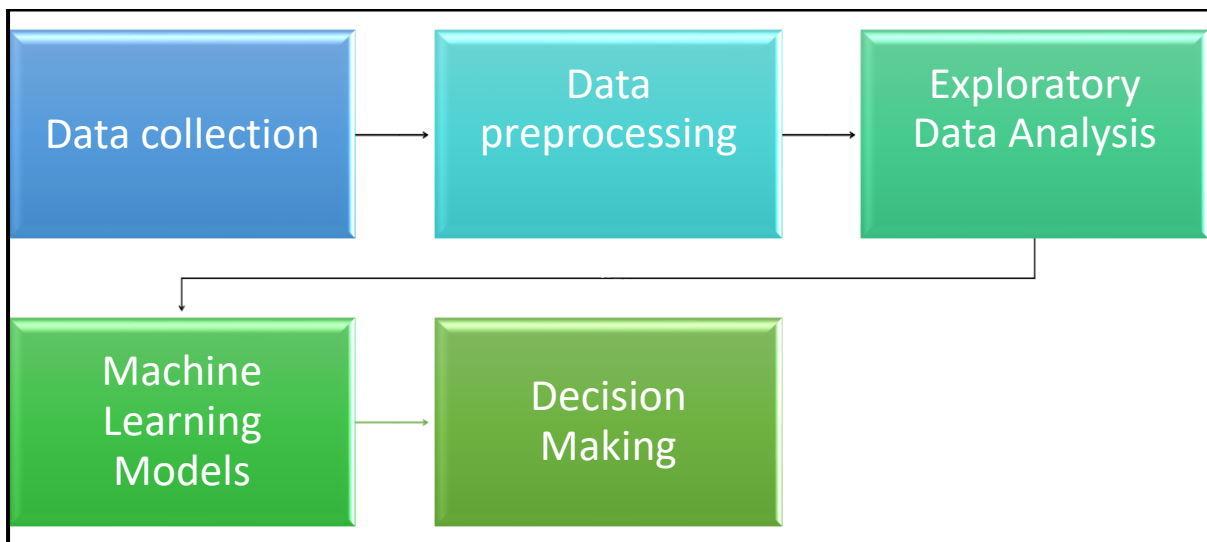 Data collection
Data
preprocessing
Exploratory
Data Analysis
Machine
Learning
Models
Decision
Making